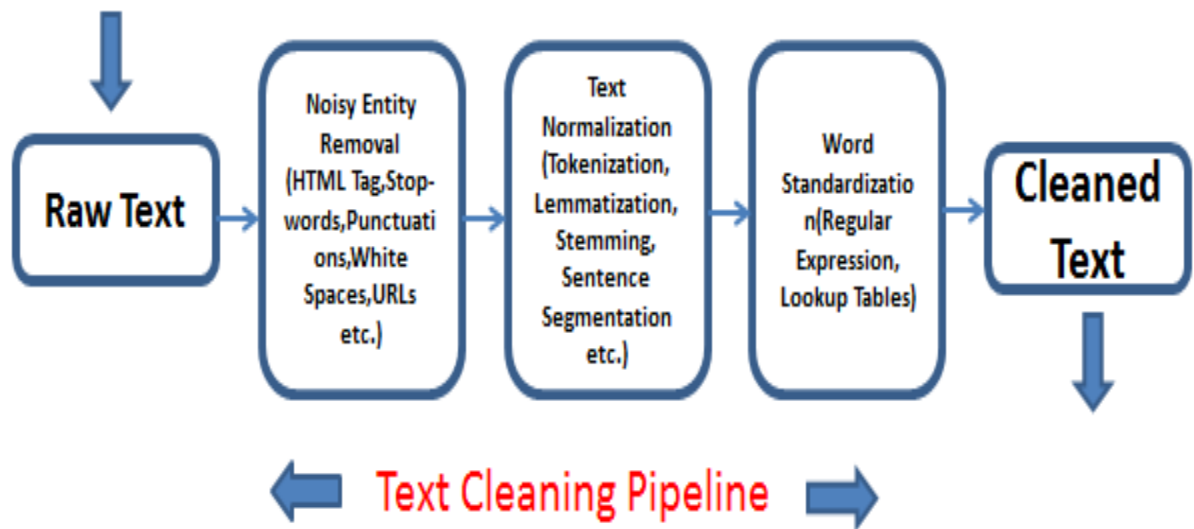 Raw Text
Noisy Entity
Removal
(HTML Tag,Stop-
words,Punctuati
ons,White
Spaces,URLs
etc.)
Text
Normalization
(Tokenization,
Lemmatization,
Stemming,
Sentence
Segmentation
etc.)
Word
Standardizatio
n(Regular
Expression,
Lookup Tables)
Cleaned
Text
Text Cleaning Pipeline